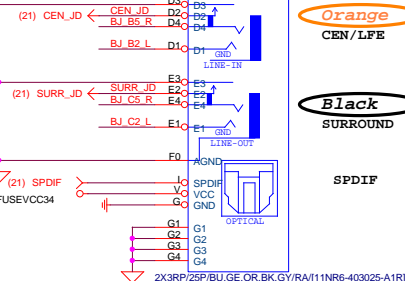 D3 D3
(21) CEN_JD CEN_JD D2 D2 Orange
BJ_B5_R D4 D4
CEN/LFE
BJ_B2_L D1 D1
GND
LINE-IN
E3 E3
(21) SURR_JD SURR_JD E2 E2
BJ_C5_R E4 E4 Black
SURROUND
BJ_C2_L E1 E1
GND
LINE-OUT
F0 AGND
(21) SPDIF I SPDIF SPDIF
V VCC
FUSEVCC34 G GND
OPTICAL
G1 G1
G2 G2
G3 G3
G4 G4
2X3RP/25P/BU.GE.OR.BK.GY/RA/[11NR6-403025-A1R]